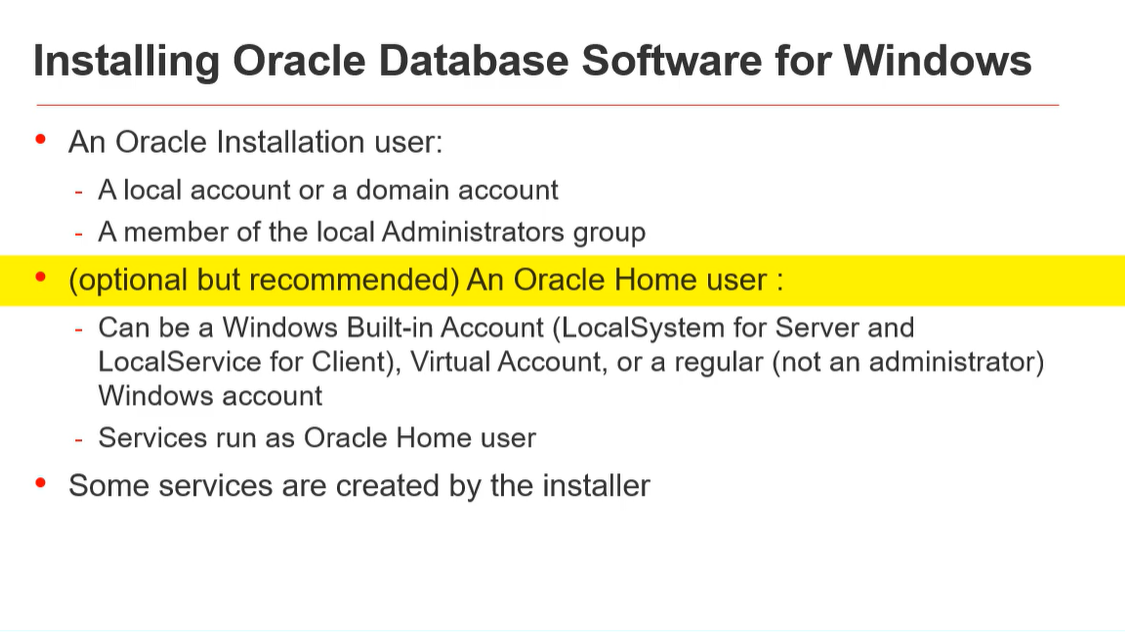 Installing Oracle Database Software for Windows
• An Oracle Installation user:
- A local account or a domain account
- A member of the local Administrators group
• (optional but recommended) An Oracle Home user :
- Can be a Windows Built-in Account (LocalSystem for Server and
LocalService for Client), Virtual Account, or a regular (not an administrator)
Windows account
- Services run as Oracle Home user
• Some services are created by the installer